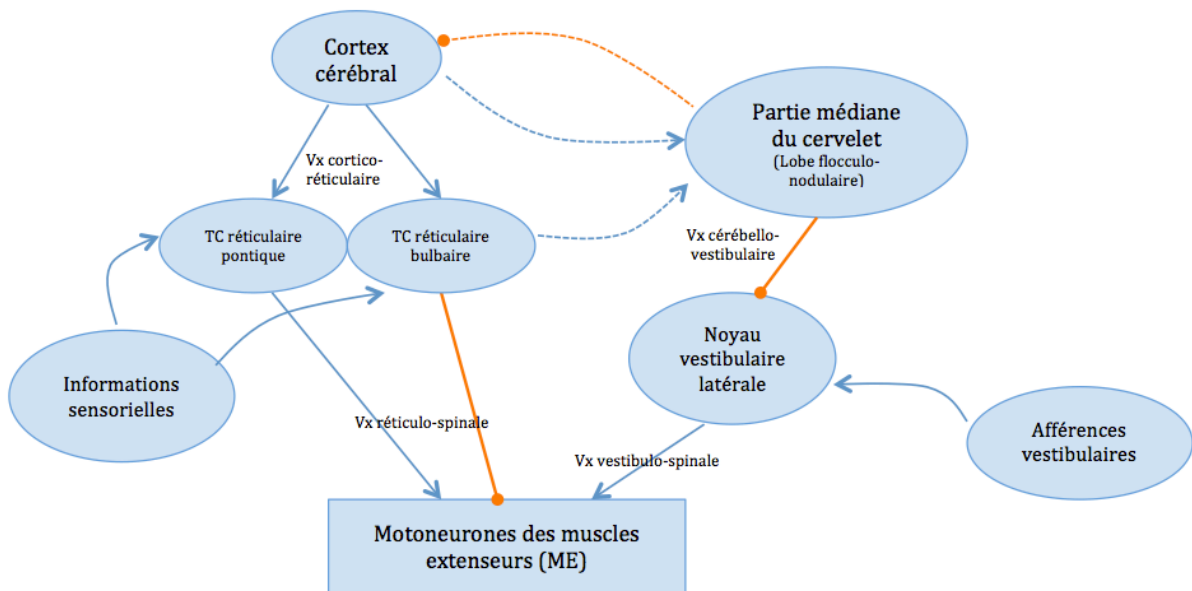 Cortex
cérébral
Partie médiane
du cervelet
(Lobe flocculo-
nodulaire)
Vx cortico-
réticulaire
TC réticulaire
pontique
TC réticulaire
bulbaire
Vx cérébello-
vestibulaire
Noyau
vestibulaire
latérale
Informations
sensorielles
Afférences
vestibulaires
Vx réticulo-spinale
Vx vestibulo-spinale
Motoneurones des muscles
extenseurs (ME)